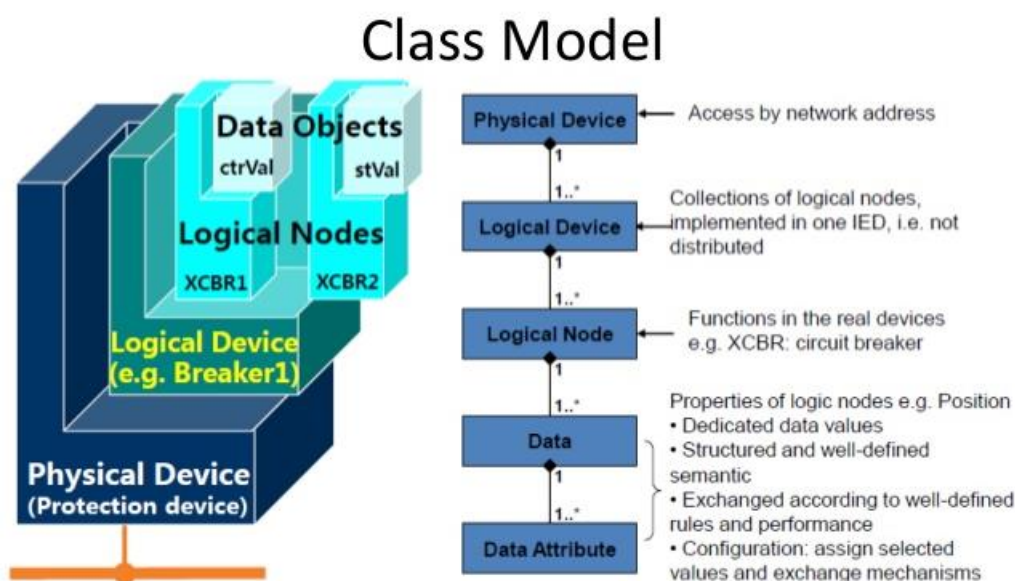 Class Model
Data Objects
ctrVal
stVal
Logical Nodes
XCBR1
XCBR2
Logical Device
(e.g. Breaker1)
Physical Device
(Protection device)
Physical Device
Access by network address
1
1..*
Logical Device
Collections of logical nodes,
implemented in one IED, i.e. not
distributed
1
1..*
Logical Node
Functions in the real devices
e.g. XCBR: circuit breaker
1
1..*
Data
1
1..*
Data Attribute
Properties of logic nodes e.g. Position
• Dedicated data values
• Structured and well-defined
semantic
• Exchanged according to well-defined
rules and performance
• Configuration: assign selected
values and exchange mechanisms